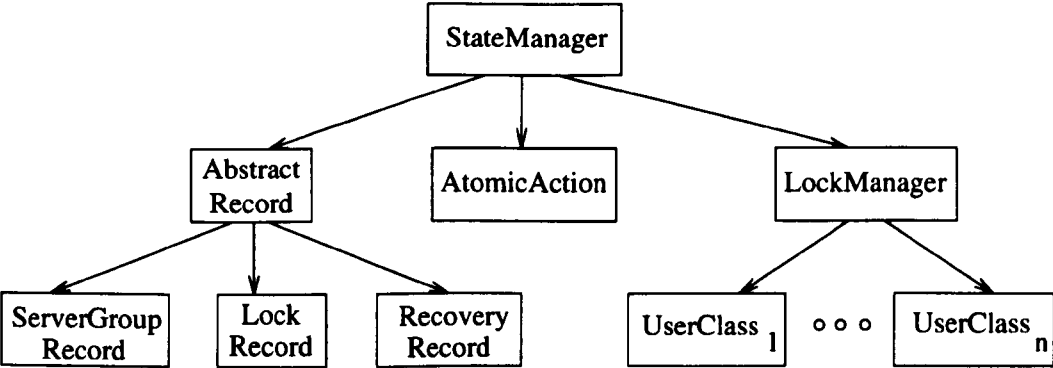 StateManager
Abstract
Record
AtomicAction
LockManager
ServerGroup
Record
Lock
Record
Recovery
Record
UserClass 1
UserClass n